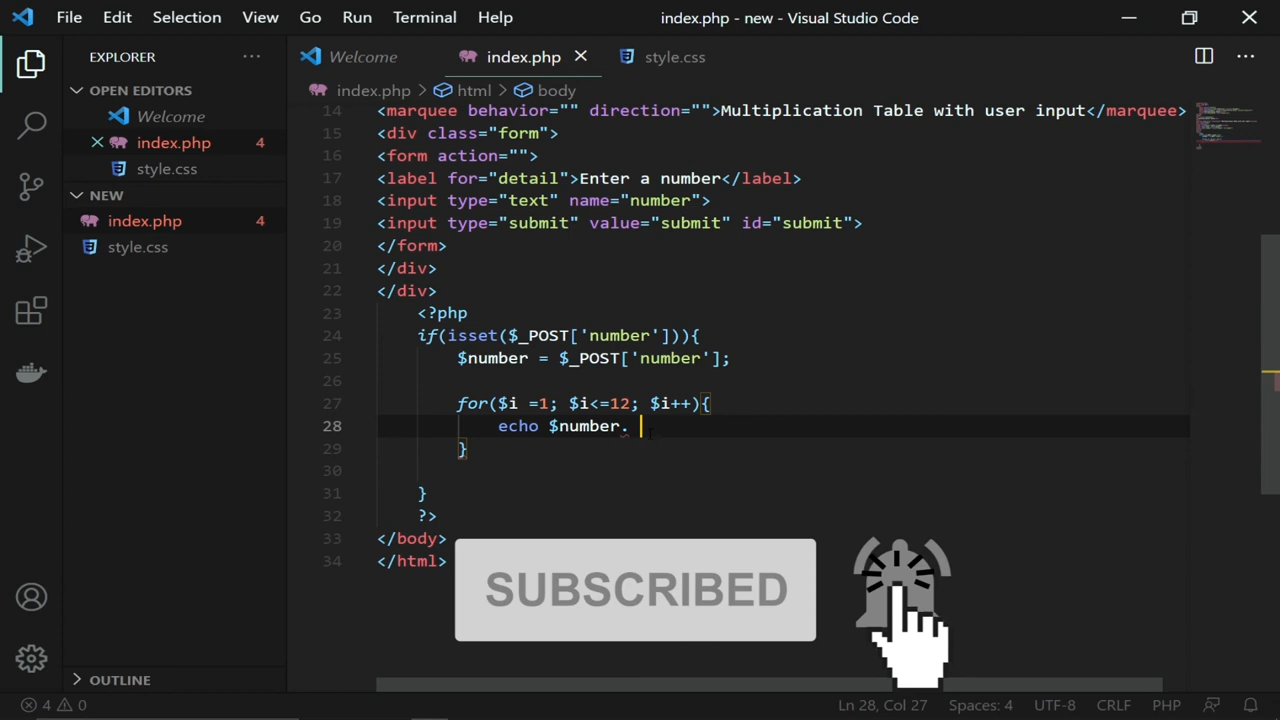 File Edit Selection View Go Run Terminal Help index.php - new - Visual Studio Code
EXPLORER ···
OPEN EDITORS
Welcome
index.php 4
style.css
NEW
index.php 4
style.css
OUTLINE
Welcome index.php style.css
index.php > html > body
14 <marquee behavior="" direction="">Multiplication Table with user input</marquee>
15 <div class="form">
16 <form action="">
17 <label for="detail">Enter a number</label>
18 <input type="text" name="number">
19 <input type="submit" value="submit" id="submit">
20 </form>
21 </div>
22 </div>
23 <?php
24 if(isset($_POST['number'])){
25 $number = $_POST['number'];
26
27 for($i =1; $i<=12; $i++){
28 echo $number.
29 }
30
31 }
32 ?>
33 </body>
34 </html>
SUBSCRIBED
4 0 Ln 28, Col 27 Spaces: 4 UTF-8 CRLF PHP